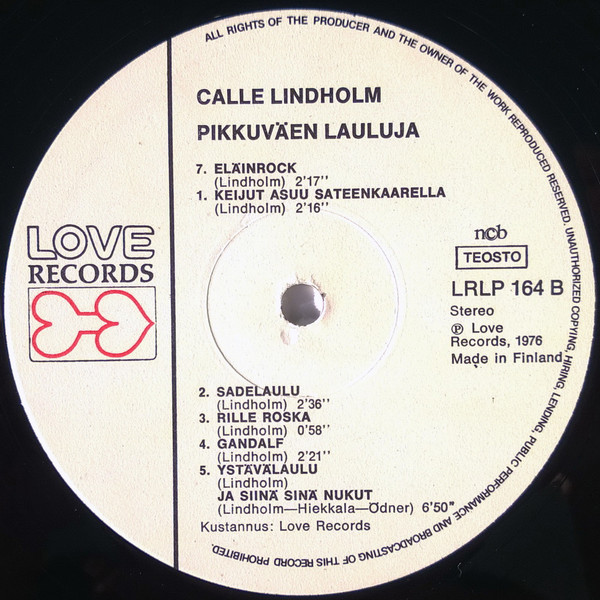 ALL RIGHTS OF THE PRODUCER AND THE OWNER OF THE WORK REPRODUCED RESERVED. UNAUTHORIZED COPYING, HIRING, LENDING, PUBLIC PERFORMANCE AND BROADCASTING OF THIS RECORD PROHIBITED.
CALLE LINDHOLM
PIKKUVÄEN LAULUJA
7. ELÄINROCK
(Lindholm) 2'17''
1. KEIJUT ASUU SATEENKAARELLA
(Lindholm) 2'16''
LOVE
RECORDS
ncb
TEOSTO
LRLP 164 B
Stereo
℗ Love
Records, 1976
Made in Finland
2. SADELAULU
(Lindholm) 2'36''
3. RILLE ROSKA
(Lindholm) 0'58''
4. GANDALF
(Lindholm) 2'21''
5. YSTÄVÄLAULU
(Lindholm)
JA SIINÄ SINÄ NUKUT
(Lindholm—Hiekkala—Ödner) 6'50''
Kustannus: Love Records